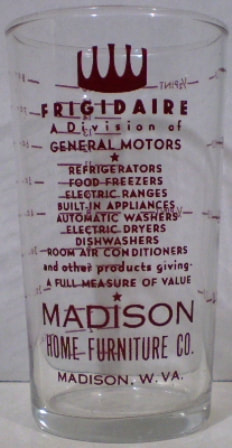 FRIGIDAIRE
A Division of
GENERAL MOTORS
REFRIGERATORS
FOOD FREEZERS
ELECTRIC RANGES
BUILT-IN APPLIANCES
AUTOMATIC WASHERS
ELECTRIC DRYERS
DISHWASHERS
ROOM AIR CONDITIONERS
and other products giving-
A FULL MEASURE OF VALUE
MADISON
HOME FURNITURE CO.
MADISON, W. VA.